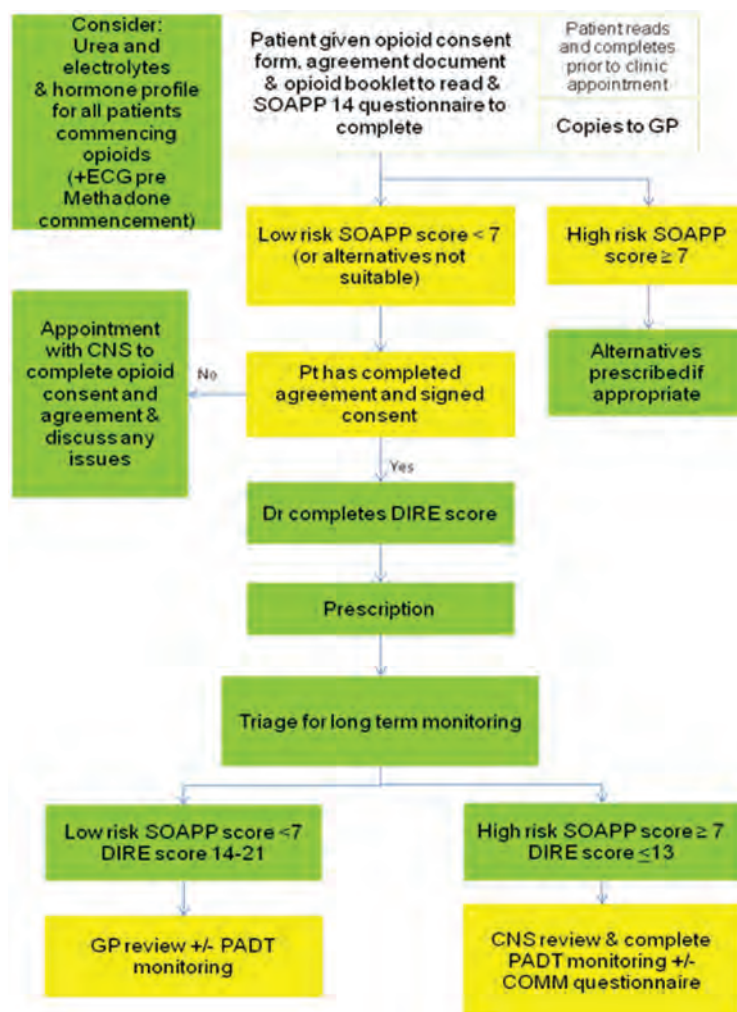 Consider:
Urea and
electrolytes
& hormone profile
for all patients
commencing
opioids
(+ECG pre
Methadone
commencement)
Patient given opioid consent
form, agreement document
& opioid booklet to read &
SOAPP 14 questionnaire to
complete
Patient reads
and completes
prior to clinic
appointment
Copies to GP
Low risk SOAPP score < 7
(or alternatives not
suitable)
High risk SOAPP
score ≥ 7
Appointment
with CNS to
complete opioid
consent and
agreement &
discuss any
issues
No
Pt has completed
agreement and signed
consent
Alternatives
prescribed if
appropriate
Yes
Dr completes DIRE score
Prescription
Triage for long term monitoring
Low risk SOAPP score <7
DIRE score 14-21
High risk SOAPP score ≥ 7
DIRE score ≤13
GP review +/- PADT
monitoring
CNS review & complete
PADT monitoring +/-
COMM questionnaire